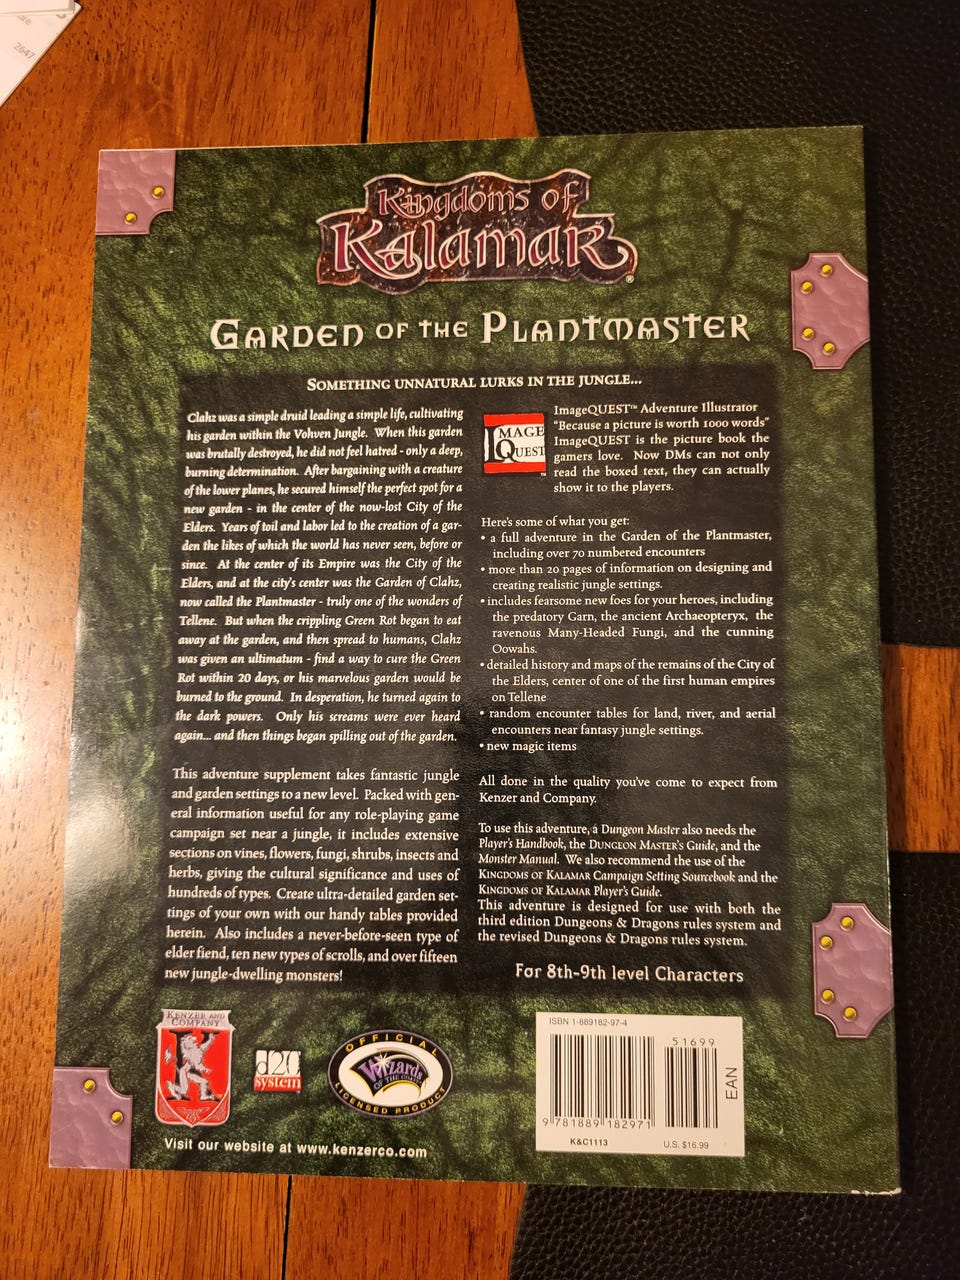 2647
Kingdoms of
Kalamar
®
GARDEN OF THE PLANTMASTER
SOMETHING UNNATURAL LURKS IN THE JUNGLE...
Clahz was a simple druid leading a simple life, cultivating
his garden within the Vohven Jungle. When this garden
was brutally destroyed, he did not feel hatred - only a deep,
burning determination. After bargaining with a creature
of the lower planes, he secured himself the perfect spot for a
new garden - in the center of the now-lost City of the
Elders. Years of toil and labor led to the creation of a gar-
den the likes of which the world has never seen, before or
since. At the center of its Empire was the City of the
Elders, and at the city's center was the Garden of Clahz,
now called the Plantmaster - truly one of the wonders of
Tellene. But when the crippling Green Rot began to eat
away at the garden, and then spread to humans, Clahz
was given an ultimatum - find a way to cure the Green
Rot within 20 days, or his marvelous garden would be
burned to the ground. In desperation, he turned again to
the dark powers. Only his screams were ever heard
again... and then things began spilling out of the garden.
This adventure supplement takes fantastic jungle
and garden settings to a new level. Packed with gen-
eral information useful for any role-playing game
campaign set near a jungle, it includes extensive
sections on vines, flowers, fungi, shrubs, insects and
herbs, giving the cultural significance and uses of
hundreds of types. Create ultra-detailed garden set-
tings of your own with our handy tables provided
herein. Also includes a never-before-seen type of
elder fiend, ten new types of scrolls, and over fifteen
new jungle-dwelling monsters!
IMAGE
QUEST
™
ImageQUEST™ Adventure Illustrator
"Because a picture is worth 1000 words"
ImageQUEST is the picture book the
gamers love. Now DMs can not only
read the boxed text, they can actually
show it to the players.
Here's some of what you get:
• a full adventure in the Garden of the Plantmaster,
including over 70 numbered encounters
• more than 20 pages of information on designing and
creating realistic jungle settings.
• includes fearsome new foes for your heroes, including
the predatory Garn, the ancient Archaeopteryx, the
ravenous Many-Headed Fungi, and the cunning
Oowahs.
• detailed history and maps of the remains of the City of
the Elders, center of one of the first human empires
on Tellene
• random encounter tables for land, river, and aerial
encounters near fantasy jungle settings.
• new magic items
All done in the quality you've come to expect from
Kenzer and Company.
To use this adventure, a Dungeon Master also needs the
Player's Handbook, the DUNGEON MASTER'S Guide, and the
Monster Manual. We also recommend the use of the
KINGDOMS OF KALAMAR Campaign Setting Sourcebook and the
KINGDOMS OF KALAMAR Player's Guide.
This adventure is designed for use with both the
third edition Dungeons & Dragons rules system and
the revised Dungeons & Dragons rules system.
For 8th-9th level Characters
KENZER AND
COMPANY
K
d20
system
OFFICIAL
Wizards
OF THE COAST
LICENSED PRODUCT
Visit our website at www.kenzerco.com
ISBN 1-889182-97-4
51699
EAN
9 781889 182971
K&C1113
U.S. $16.99